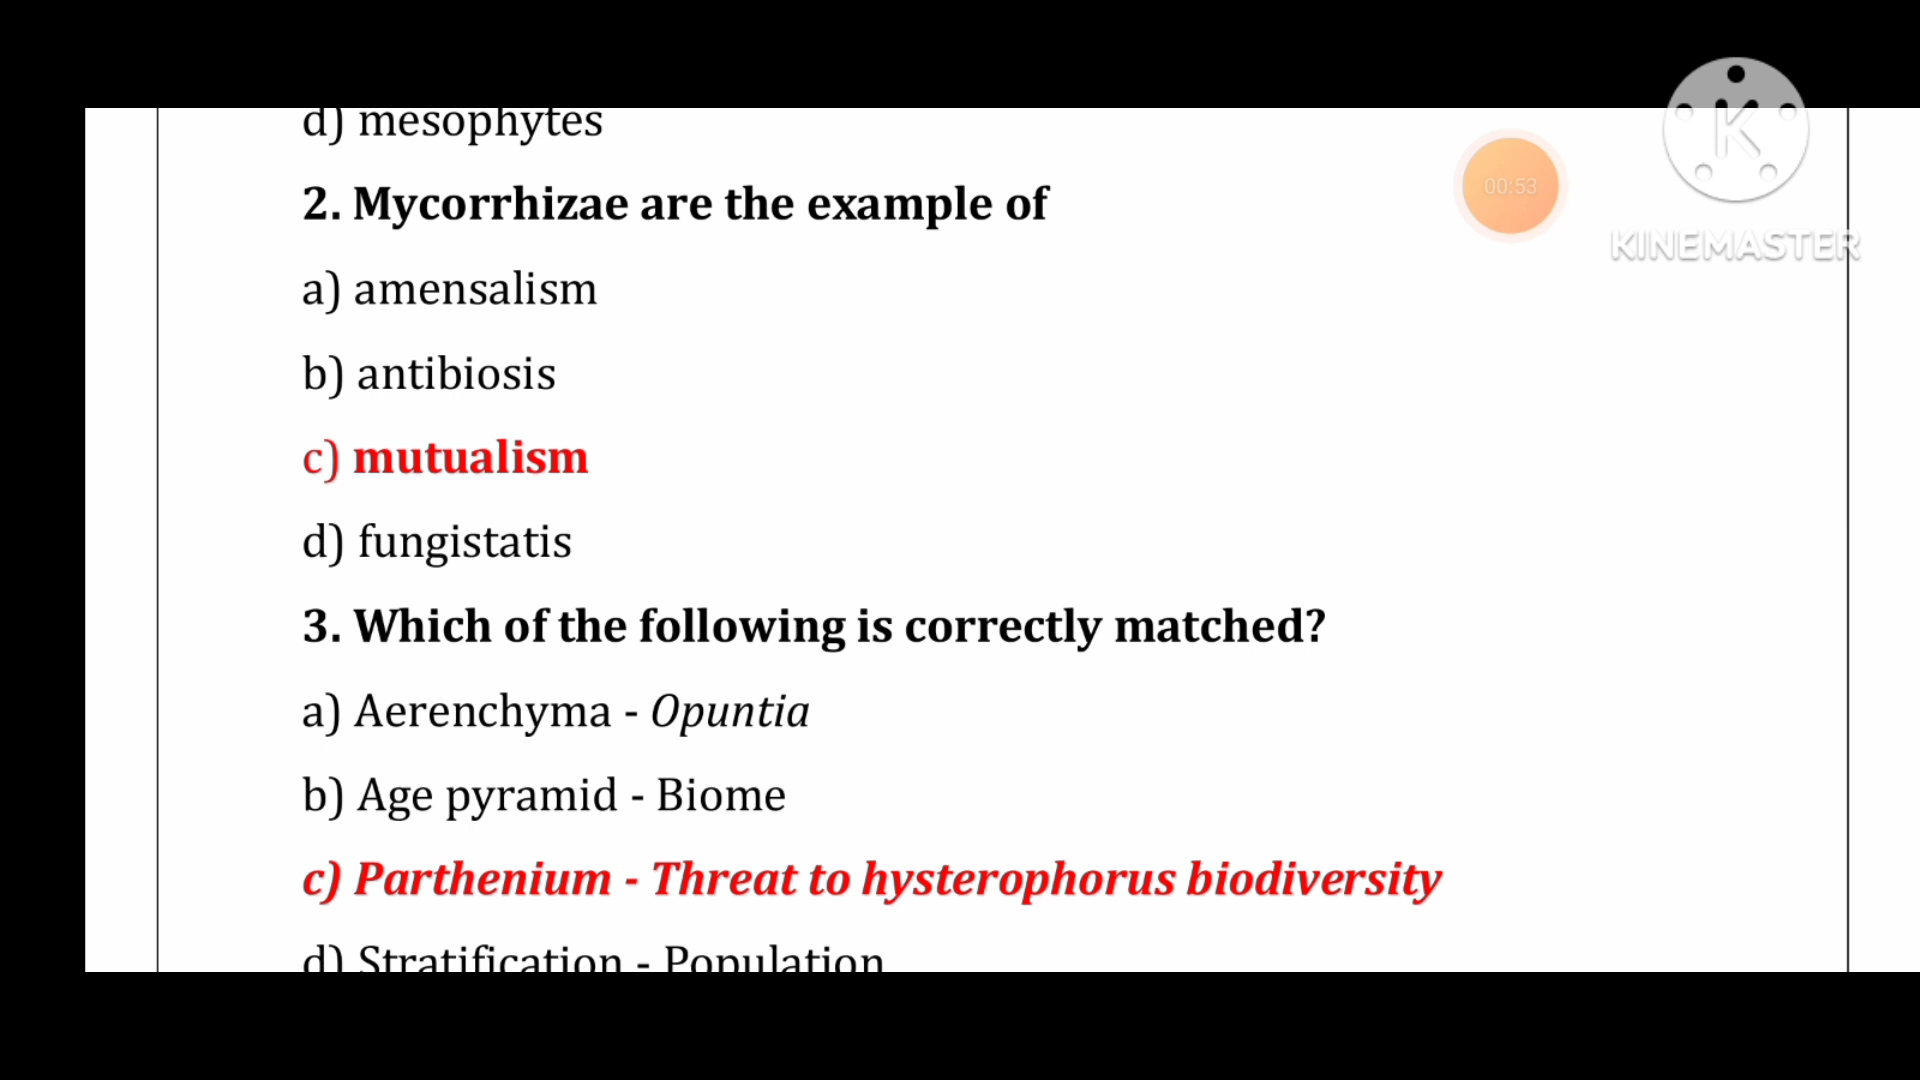 d) mesophytes
2. Mycorrhizae are the example of
a) amensalism
b) antibiosis
c) mutualism
d) fungistatis
3. Which of the following is correctly matched?
a) Aerenchyma - Opuntia
b) Age pyramid - Biome
c) Parthenium - Threat to hysterophorus biodiversity
d) Stratification - Population
00:53
K
KINEMASTER